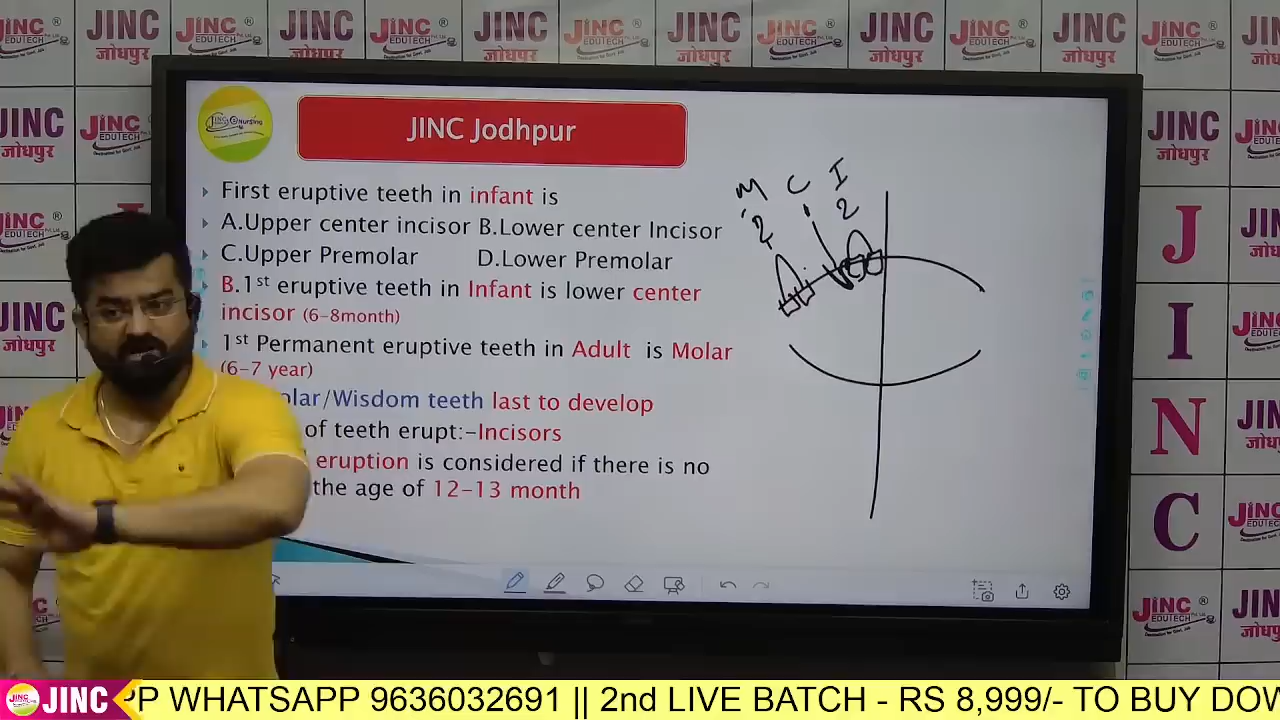 JINC EDUTECH
JINC जोधपुर
JINC Jodhpur
First eruptive teeth in infant is
A.Upper center incisor B.Lower center Incisor
C.Upper Premolar D.Lower Premolar
B.1st eruptive teeth in Infant is lower center
incisor (6-8month)
1st Permanent eruptive teeth in Adult is Molar
(6-7 year)
/Wisdom teeth last to develop
of teeth erupt:-Incisors
eruption is considered if there is no
the age of 12-13 month
M C I
2 2
J
I
N
C
JINC
WHATSAPP 9636032691 || 2nd LIVE BATCH - RS 8,999/- TO BUY